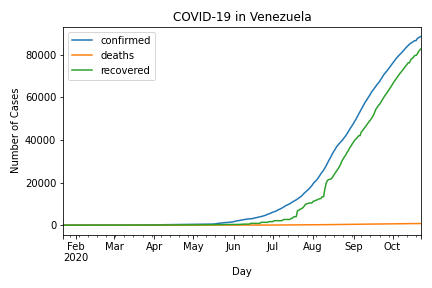 COVID-19 in Venezuela
confirmed
deaths
recovered
Number of Cases
80000
60000
40000
20000
0
Feb Mar Apr May Jun Jul Aug Sep Oct
2020
Day